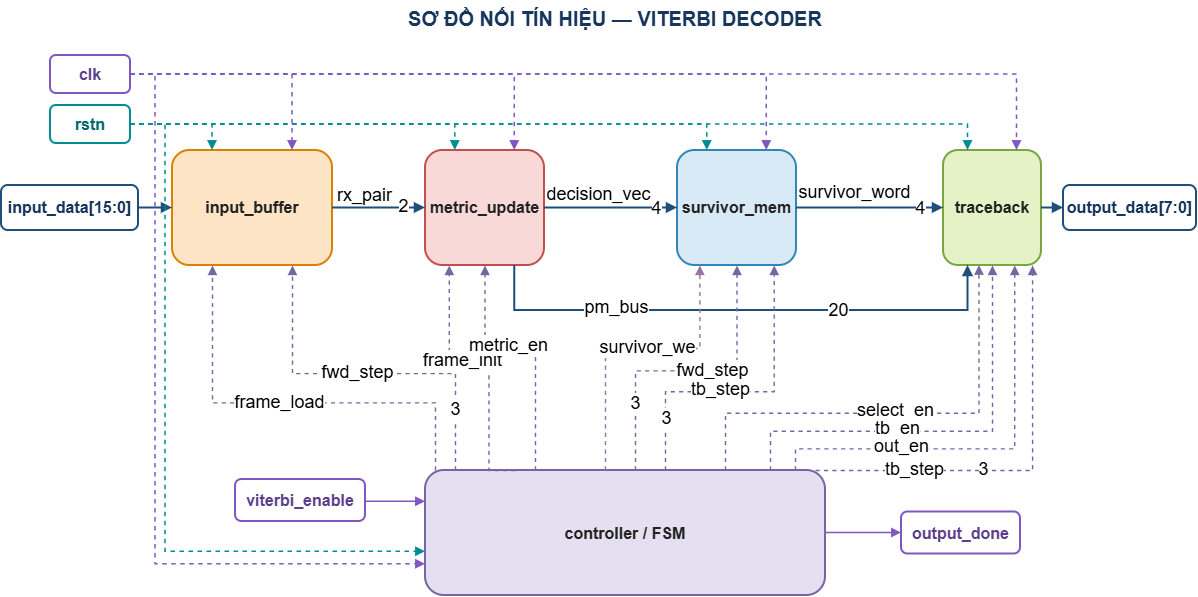 SƠ ĐỒ NỐI TÍN HIỆU — VITERBI DECODER
clk
rstn
input_data[15:0]
input_buffer
rx_pair
2
metric_update
decision_vec
4
survivor_mem
survivor_word
4
traceback
output_data[7:0]
pm_bus
20
metric_en
frame_init
survivor_we
fwd_step
fwd_step
tb_step
frame_load
3
3
3
select_en
tb_en
out_en
tb_step
3
viterbi_enable
controller / FSM
output_done